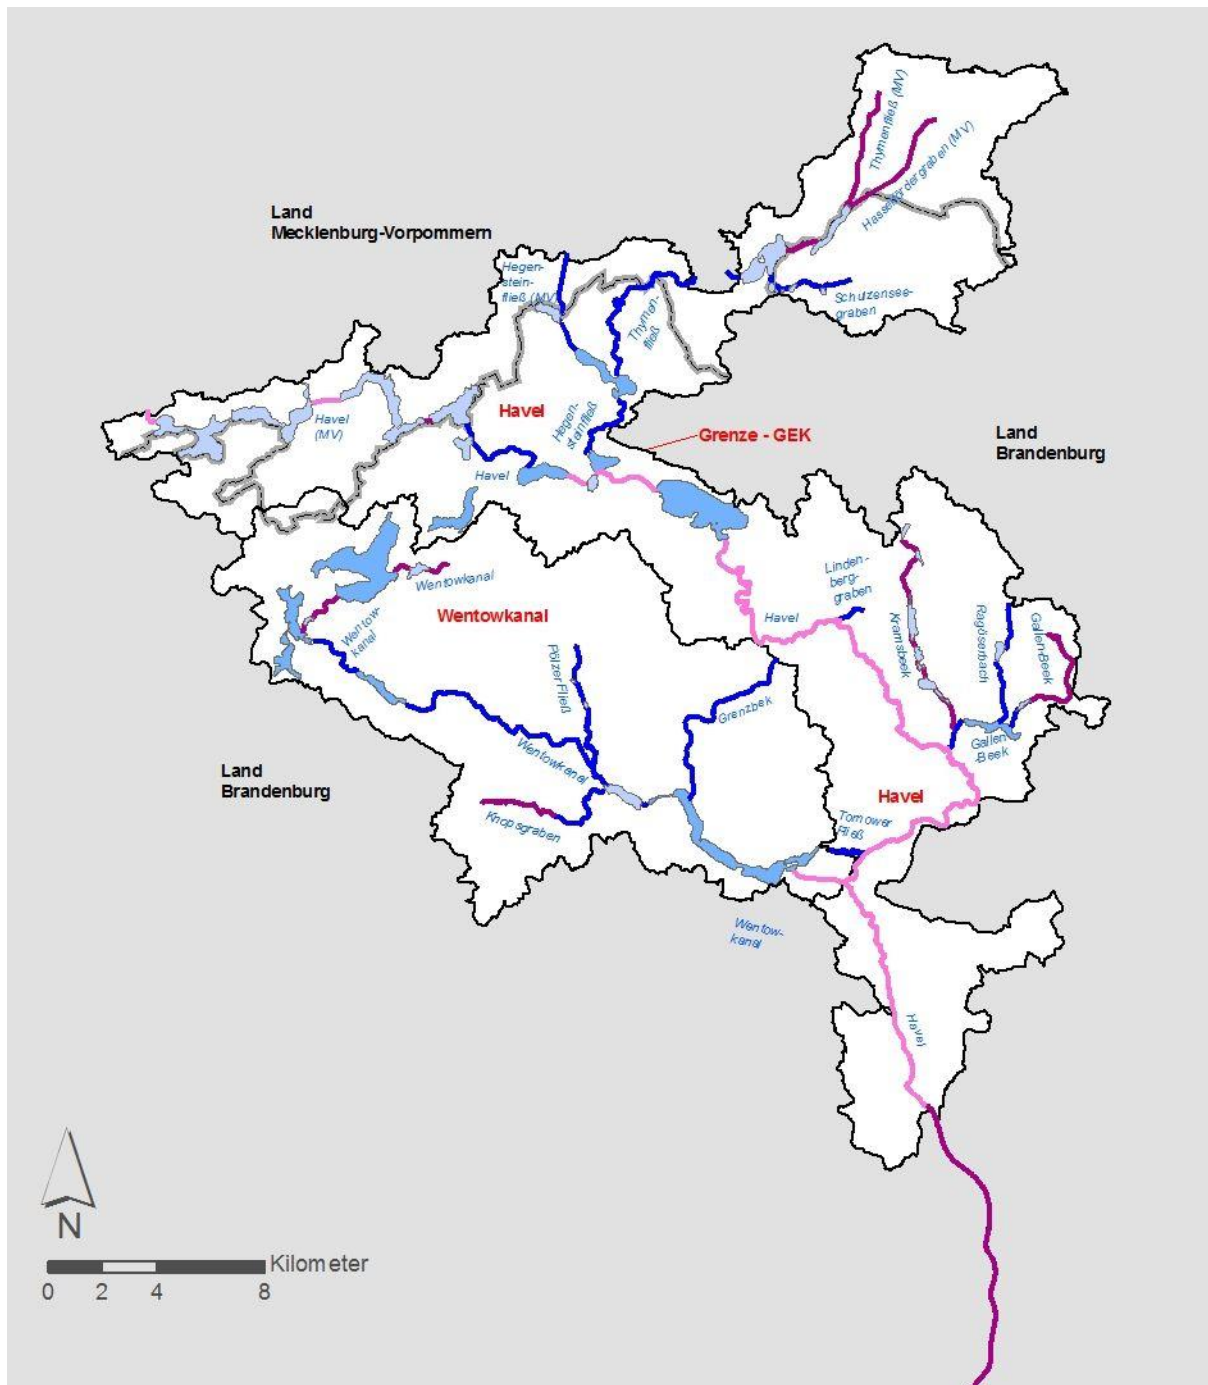 Thymenfließ (MV)
Hasselfördergraben (MV)
Land
Mecklenburg-Vorpommern
Hegen-
stein-
fließ (MV)
Thymen-
fließ
Schulzensee-
graben
Havel
Hegen-
steinfließ
Havel
(MV)
Grenze - GEK
Land
Brandenburg
Havel
Wentowkanal
Wentowkanal
Wentow-
kanal
Linden-
berg-
graben
Havel
Kramsbeek
Ragöserbach
Gallen-Beek
Pölzer Fließ
Grenzbek
Gallen
-Beek
Wentowkanal
Land
Brandenburg
Havel
Knopsgraben
Tornower
Fließ
Wentow-
kanal
Havel
N
Kilometer
0 2 4 8